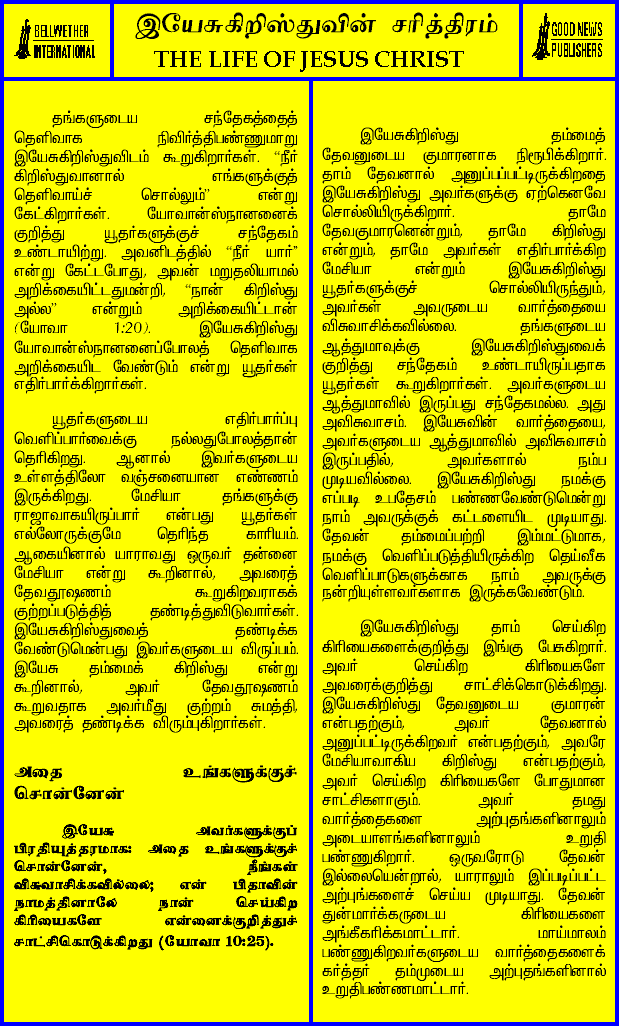 BELLWETHER
INTERNATIONAL
இயேசுகிறிஸ்துவின் சரித்திரம்
THE LIFE OF JESUS CHRIST
GOOD NEWS
PUBLISHERS
தங்களுடைய சந்தேகத்தைத்
தெளிவாக நிவிர்த்திபண்ணுமாறு
இயேசுகிறிஸ்துவிடம் கூறுகிறார்கள். “நீர்
கிறிஸ்துவானால் எங்களுக்குத்
தெளிவாய்ச் சொல்லும்” என்று
கேட்கிறார்கள். யோவான்ஸ்நானனைக்
குறித்து யூதர்களுக்குச் சந்தேகம்
உண்டாயிற்று. அவனிடத்தில் “நீர் யார்”
என்று கேட்டபோது, அவன் மறுதலியாமல்
அறிக்கையிட்டதுமன்றி, “நான் கிறிஸ்து
அல்ல” என்றும் அறிக்கையிட்டான்
(யோவா 1:20). இயேசுகிறிஸ்து
யோவான்ஸ்நானனைப்போலத் தெளிவாக
அறிக்கையிட வேண்டும் என்று யூதர்கள்
எதிர்பார்க்கிறார்கள்.
யூதர்களுடைய எதிர்பார்ப்பு
வெளிப்பார்வைக்கு நல்லதுபோலத்தான்
தெரிகிறது. ஆனால் இவர்களுடைய
உள்ளத்திலோ வஞ்சனையான எண்ணம்
இருக்கிறது. மேசியா தங்களுக்கு
ராஜாவாகயிருப்பார் என்பது யூதர்கள்
எல்லோருக்குமே தெரிந்த காரியம்.
ஆகையினால் யாராவது ஒருவர் தன்னை
மேசியா என்று கூறினால், அவரைத்
தேவதூஷணம் கூறுகிறவராகக்
குற்றப்படுத்தித் தண்டித்துவிடுவார்கள்.
இயேசுகிறிஸ்துவைத் தண்டிக்க
வேண்டுமென்பது இவர்களுடைய விருப்பம்.
இயேசு தம்மைக் கிறிஸ்து என்று
கூறினால், அவர் தேவதூஷணம்
கூறுவதாக அவர்மீது குற்றம் சுமத்தி,
அவரைத் தண்டிக்க விரும்புகிறார்கள்.
அதை உங்களுக்குச்
சொன்னேன்
இயேசு அவர்களுக்குப்
பிரதியுத்தரமாக: அதை உங்களுக்குச்
சொன்னேன், நீங்கள்
விசுவாசிக்கவில்லை; என் பிதாவின்
நாமத்தினாலே நான் செய்கிற
கிரியைகளே என்னைக்குறித்துச்
சாட்சிகொடுக்கிறது (யோவா 10:25).
இயேசுகிறிஸ்து தம்மைத்
தேவனுடைய குமாரனாக நிரூபிக்கிறார்.
தாம் தேவனால் அனுப்பப்பட்டிருக்கிறதை
இயேசுகிறிஸ்து அவர்களுக்கு ஏற்கெனவே
சொல்லியிருக்கிறார். தாமே
தேவகுமாரனென்றும், தாமே கிறிஸ்து
என்றும், தாமே அவர்கள் எதிர்பார்க்கிற
மேசியா என்றும் இயேசுகிறிஸ்து
யூதர்களுக்குச் சொல்லியிருந்தும்,
அவர்கள் அவருடைய வார்த்தையை
விசுவாசிக்கவில்லை. தங்களுடைய
ஆத்துமாவுக்கு இயேசுகிறிஸ்துவைக்
குறித்து சந்தேகம் உண்டாயிருப்பதாக
யூதர்கள் கூறுகிறார்கள். அவர்களுடைய
ஆத்துமாவில் இருப்பது சந்தேகமல்ல. அது
அவிசுவாசம். இயேசுவின் வார்த்தையை,
அவர்களுடைய ஆத்துமாவில் அவிசுவாசம்
இருப்பதில், அவர்களால் நம்ப
முடியவில்லை. இயேசுகிறிஸ்து நமக்கு
எப்படி உபதேசம் பண்ணவேண்டுமென்று
நாம் அவருக்குக் கட்டளையிட முடியாது.
தேவன் தம்மைப்பற்றி இம்மட்டுமாக,
நமக்கு வெளிப்படுத்தியிருக்கிற தெய்வீக
வெளிப்பாடுகளுக்காக நாம் அவருக்கு
நன்றியுள்ளவர்களாக இருக்கவேண்டும்.
இயேசுகிறிஸ்து தாம் செய்கிற
கிரியைகளைக்குறித்து இங்கு பேசுகிறார்.
அவர் செய்கிற கிரியைகளே
அவரைக்குறித்து சாட்சிக்கொடுக்கிறது.
இயேசுகிறிஸ்து தேவனுடைய குமாரன்
என்பதற்கும், அவர் தேவனால்
அனுப்பட்டிருக்கிறவர் என்பதற்கும், அவரே
மேசியாவாகிய கிறிஸ்து என்பதற்கும்,
அவர் செய்கிற கிரியைகளே போதுமான
சாட்சிகளாகும். அவர் தமது
வார்த்தைகளை அற்புதங்களினாலும்
அடையாளங்களினாலும் உறுதி
பண்ணுகிறார். ஒருவரோடு தேவன்
இல்லையென்றால், யாராலும் இப்படிப்பட்ட
அற்புங்களைச் செய்ய முடியாது. தேவன்
துன்மார்க்கருடைய கிரியைகளை
அங்கீகரிக்கமாட்டார். மாய்மாலம்
பண்ணுகிறவர்களுடைய வார்த்தைகளைக்
கர்த்தர் தம்முடைய அற்புதங்களினால்
உறுதிபண்ணமாட்டார்.